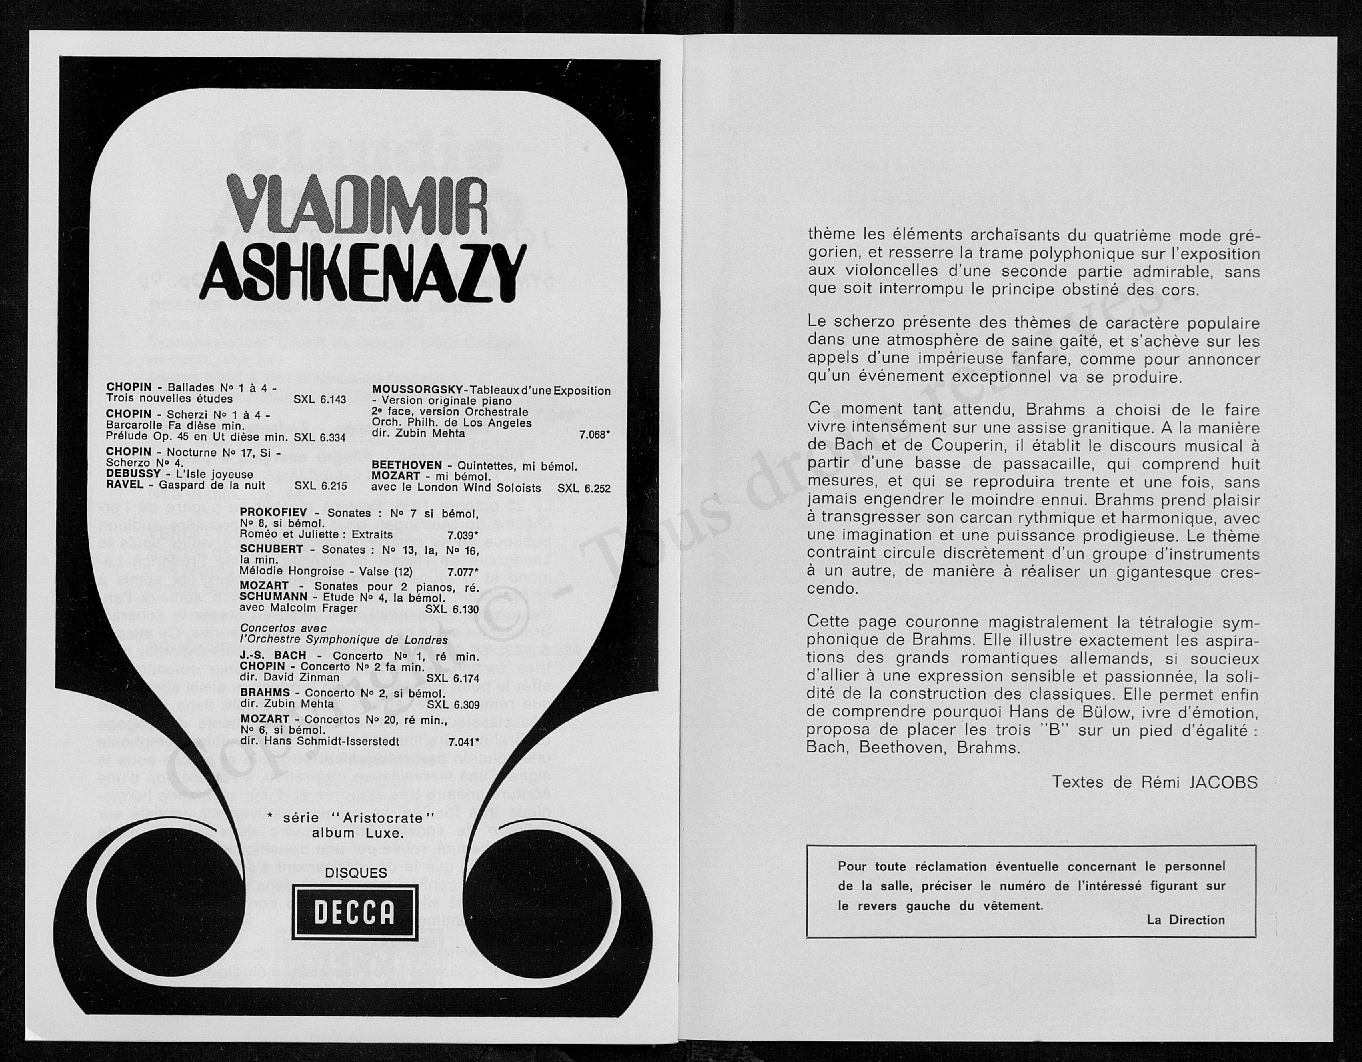 VLADIMIR
ASHKENAZY
CHOPIN - Ballades Nº 1 à 4 -
Trois nouvelles études SXL 6.143
CHOPIN - Scherzi Nº 1 à 4 -
Barcarolle Fa dièse min.
Prélude Op. 45 en Ut dièse min. SXL 6.334
CHOPIN - Nocturne Nº 17, Si -
Scherzo Nº 4.
DEBUSSY - L'Isle joyeuse
RAVEL - Gaspard de la nuit SXL 6.215
MOUSSORGSKY-Tableaux d'une Exposition
- Version originale piano
2e face, version Orchestrale
Orch. Philh. de Los Angeles
dir. Zubin Mehta 7.068*
BEETHOVEN - Quintettes, mi bémol.
MOZART - mi bémol.
avec le London Wind Soloists SXL 6.252
PROKOFIEV - Sonates : Nº 7 si bémol,
Nº 8, si bémol.
Roméo et Juliette : Extraits 7.039*
SCHUBERT - Sonates : Nº 13, la, Nº 16,
la min.
Mélodie Hongroise - Valse (12) 7.077*
MOZART - Sonates pour 2 pianos, ré.
SCHUMANN - Etude Nº 4, la bémol.
avec Malcolm Frager SXL 6.130
Concertos avec
l'Orchestre Symphonique de Londres
J.-S. BACH - Concerto Nº 1, ré min.
CHOPIN - Concerto Nº 2 fa min.
dir. David Zinman SXL 6.174
BRAHMS - Concerto Nº 2, si bémol.
dir. Zubin Mehta SXL 6.309
MOZART - Concertos Nº 20, ré min.,
Nº 6, si bémol.
dir. Hans Schmidt-Isserstedt 7.041*
* série "Aristocrate"
album Luxe.
DISQUES
DECCA
thème les éléments archaïsants du quatrième mode gré-
gorien, et resserre la trame polyphonique sur l'exposition
aux violoncelles d'une seconde partie admirable, sans
que soit interrompu le principe obstiné des cors.
Le scherzo présente des thèmes de caractère populaire
dans une atmosphère de saine gaité, et s'achève sur les
appels d'une impérieuse fanfare, comme pour annoncer
qu'un événement exceptionnel va se produire.
Ce moment tant attendu, Brahms a choisi de le faire
vivre intensément sur une assise granitique. A la manière
de Bach et de Couperin, il établit le discours musical à
partir d'une basse de passacaille, qui comprend huit
mesures, et qui se reproduira trente et une fois, sans
jamais engendrer le moindre ennui. Brahms prend plaisir
à transgresser son carcan rythmique et harmonique, avec
une imagination et une puissance prodigieuse. Le thème
contraint circule discrètement d'un groupe d'instruments
à un autre, de manière à réaliser un gigantesque cres-
cendo.
Cette page couronne magistralement la tétralogie sym-
phonique de Brahms. Elle illustre exactement les aspira-
tions des grands romantiques allemands, si soucieux
d'allier à une expression sensible et passionnée, la soli-
dité de la construction des classiques. Elle permet enfin
de comprendre pourquoi Hans de Bülow, ivre d'émotion,
proposa de placer les trois "B" sur un pied d'égalité :
Bach, Beethoven, Brahms.
Textes de Rémi JACOBS
Pour toute réclamation éventuelle concernant le personnel
de la salle, préciser le numéro de l'intéressé figurant sur
le revers gauche du vêtement.
La Direction
Copyright © - Tous droits réservés.